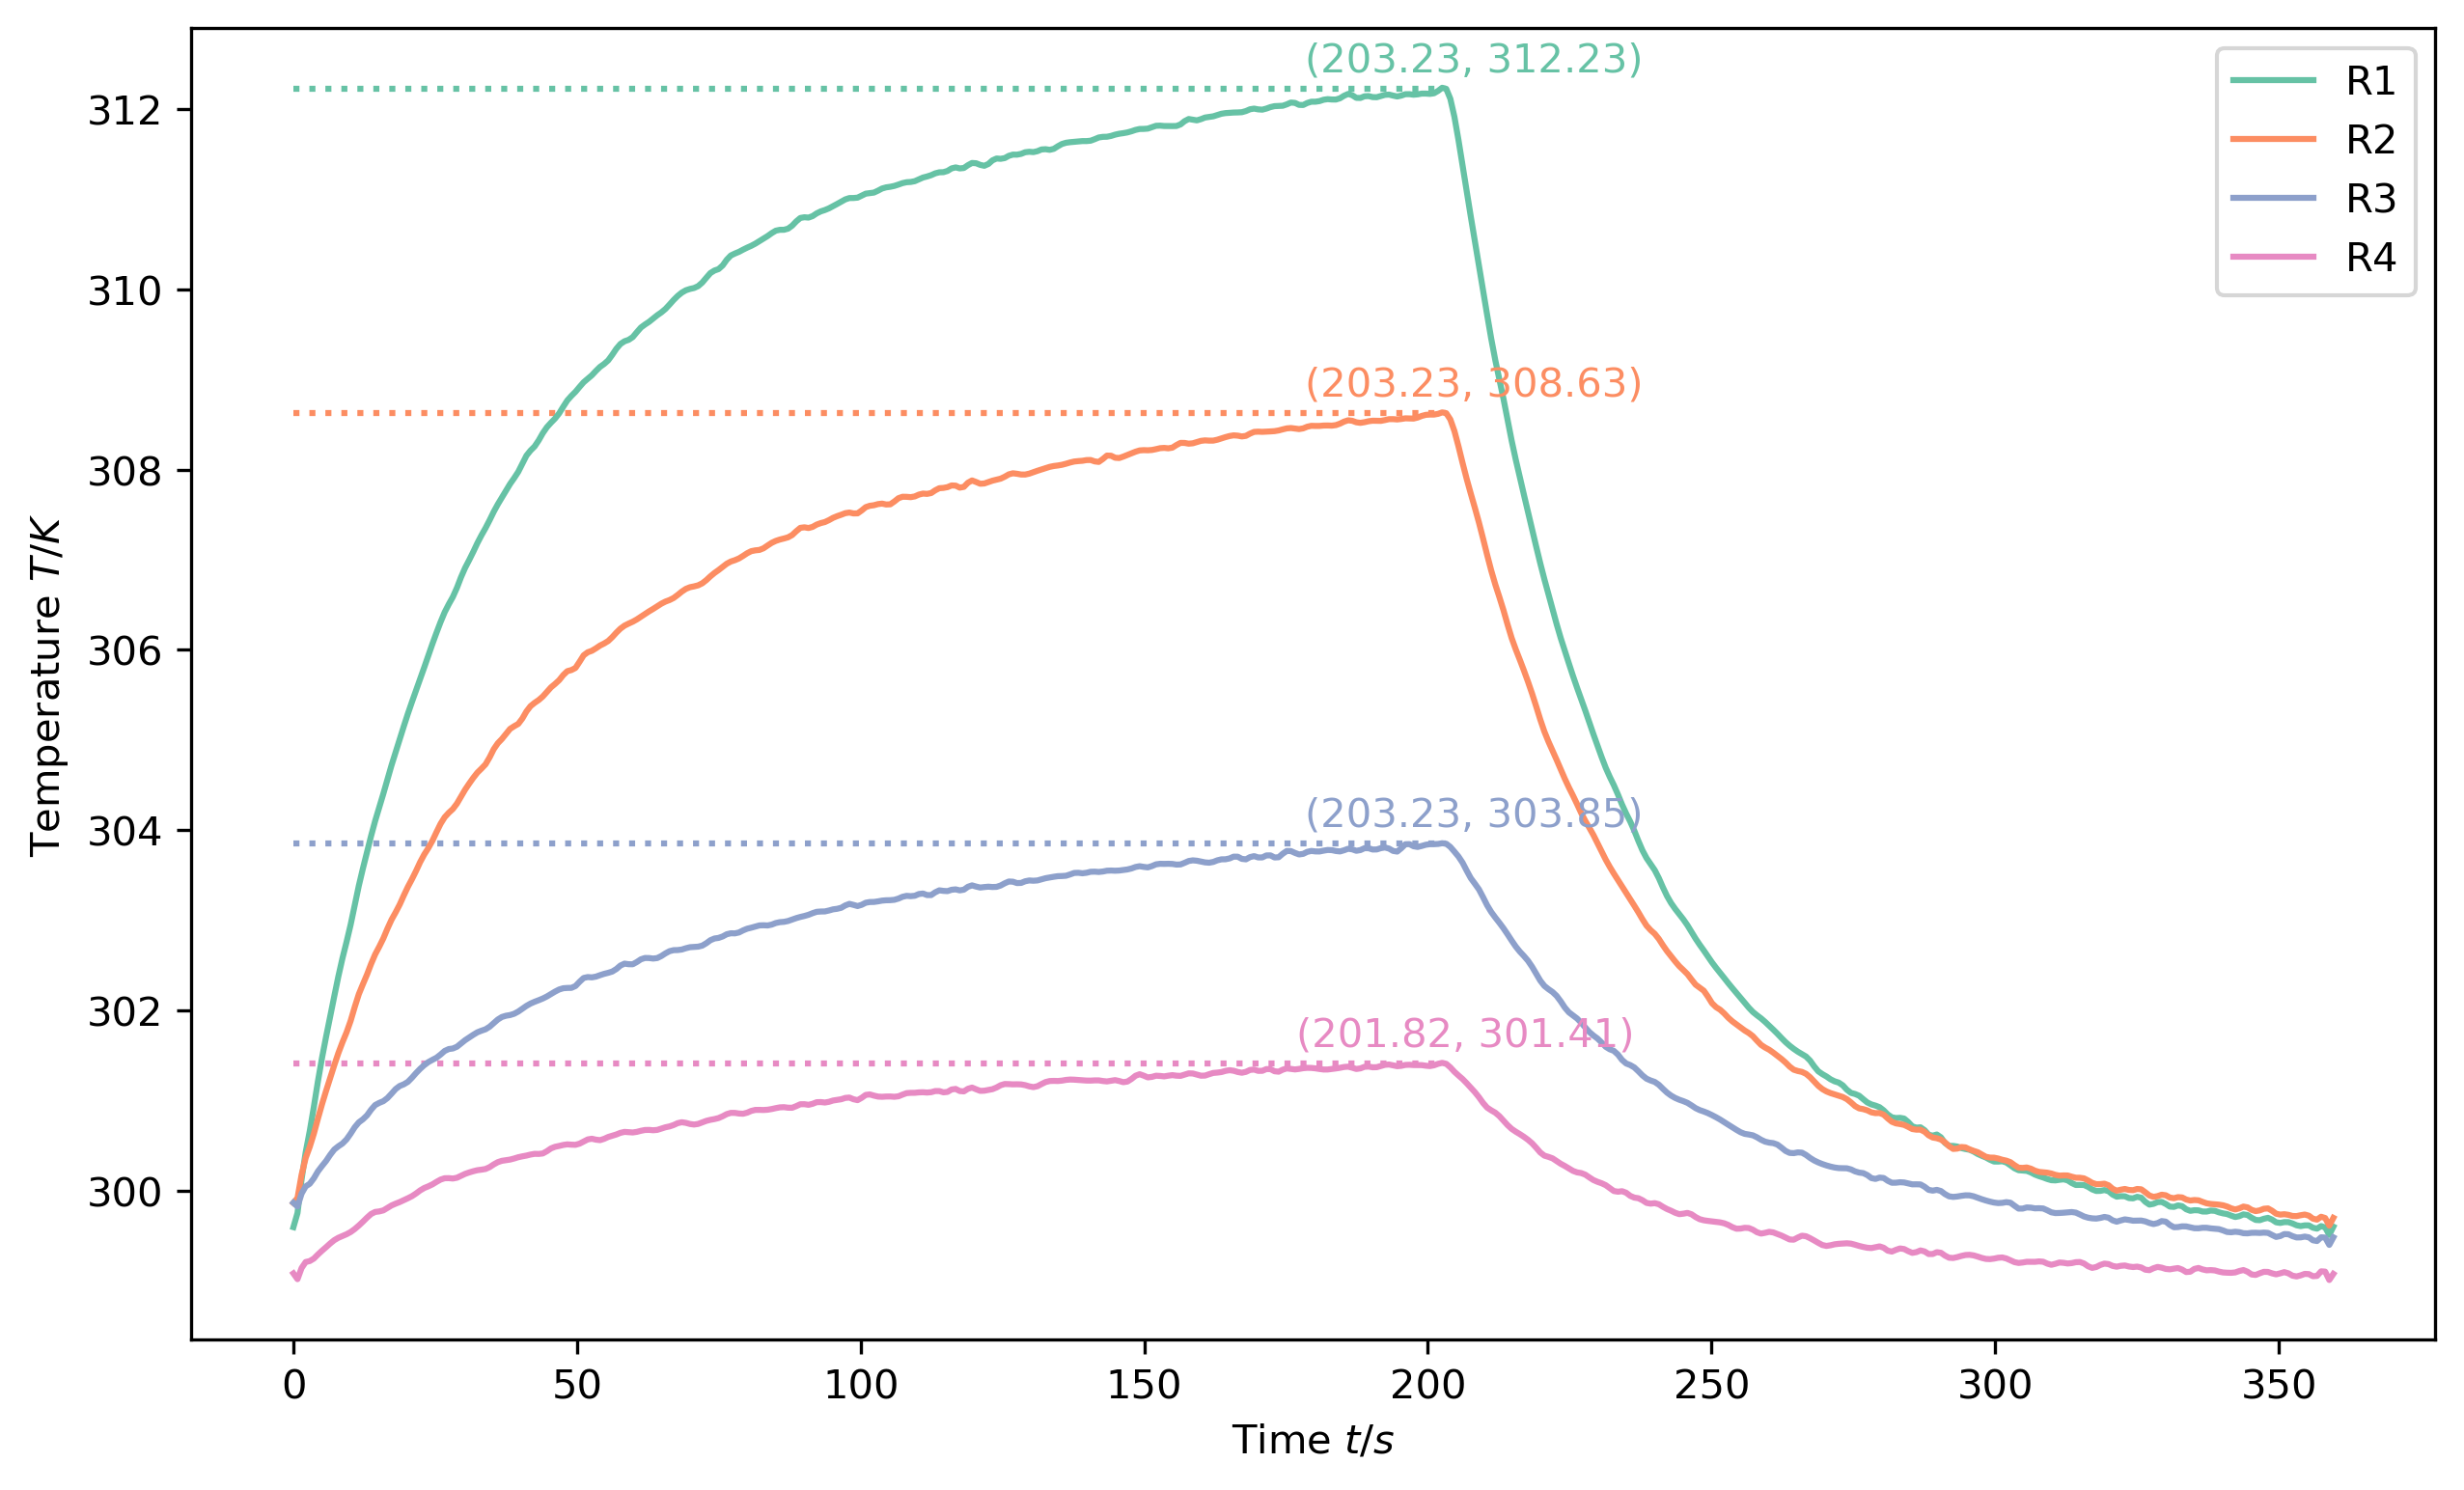 (203.23, 312.23)
R1
R2
R3
R4
(203.23, 308.63)
(203.23, 303.85)
(201.82, 301.41)
Temperature T/K
312
310
308
306
304
302
300
0 50 100 150 200 250 300 350
Time t/s